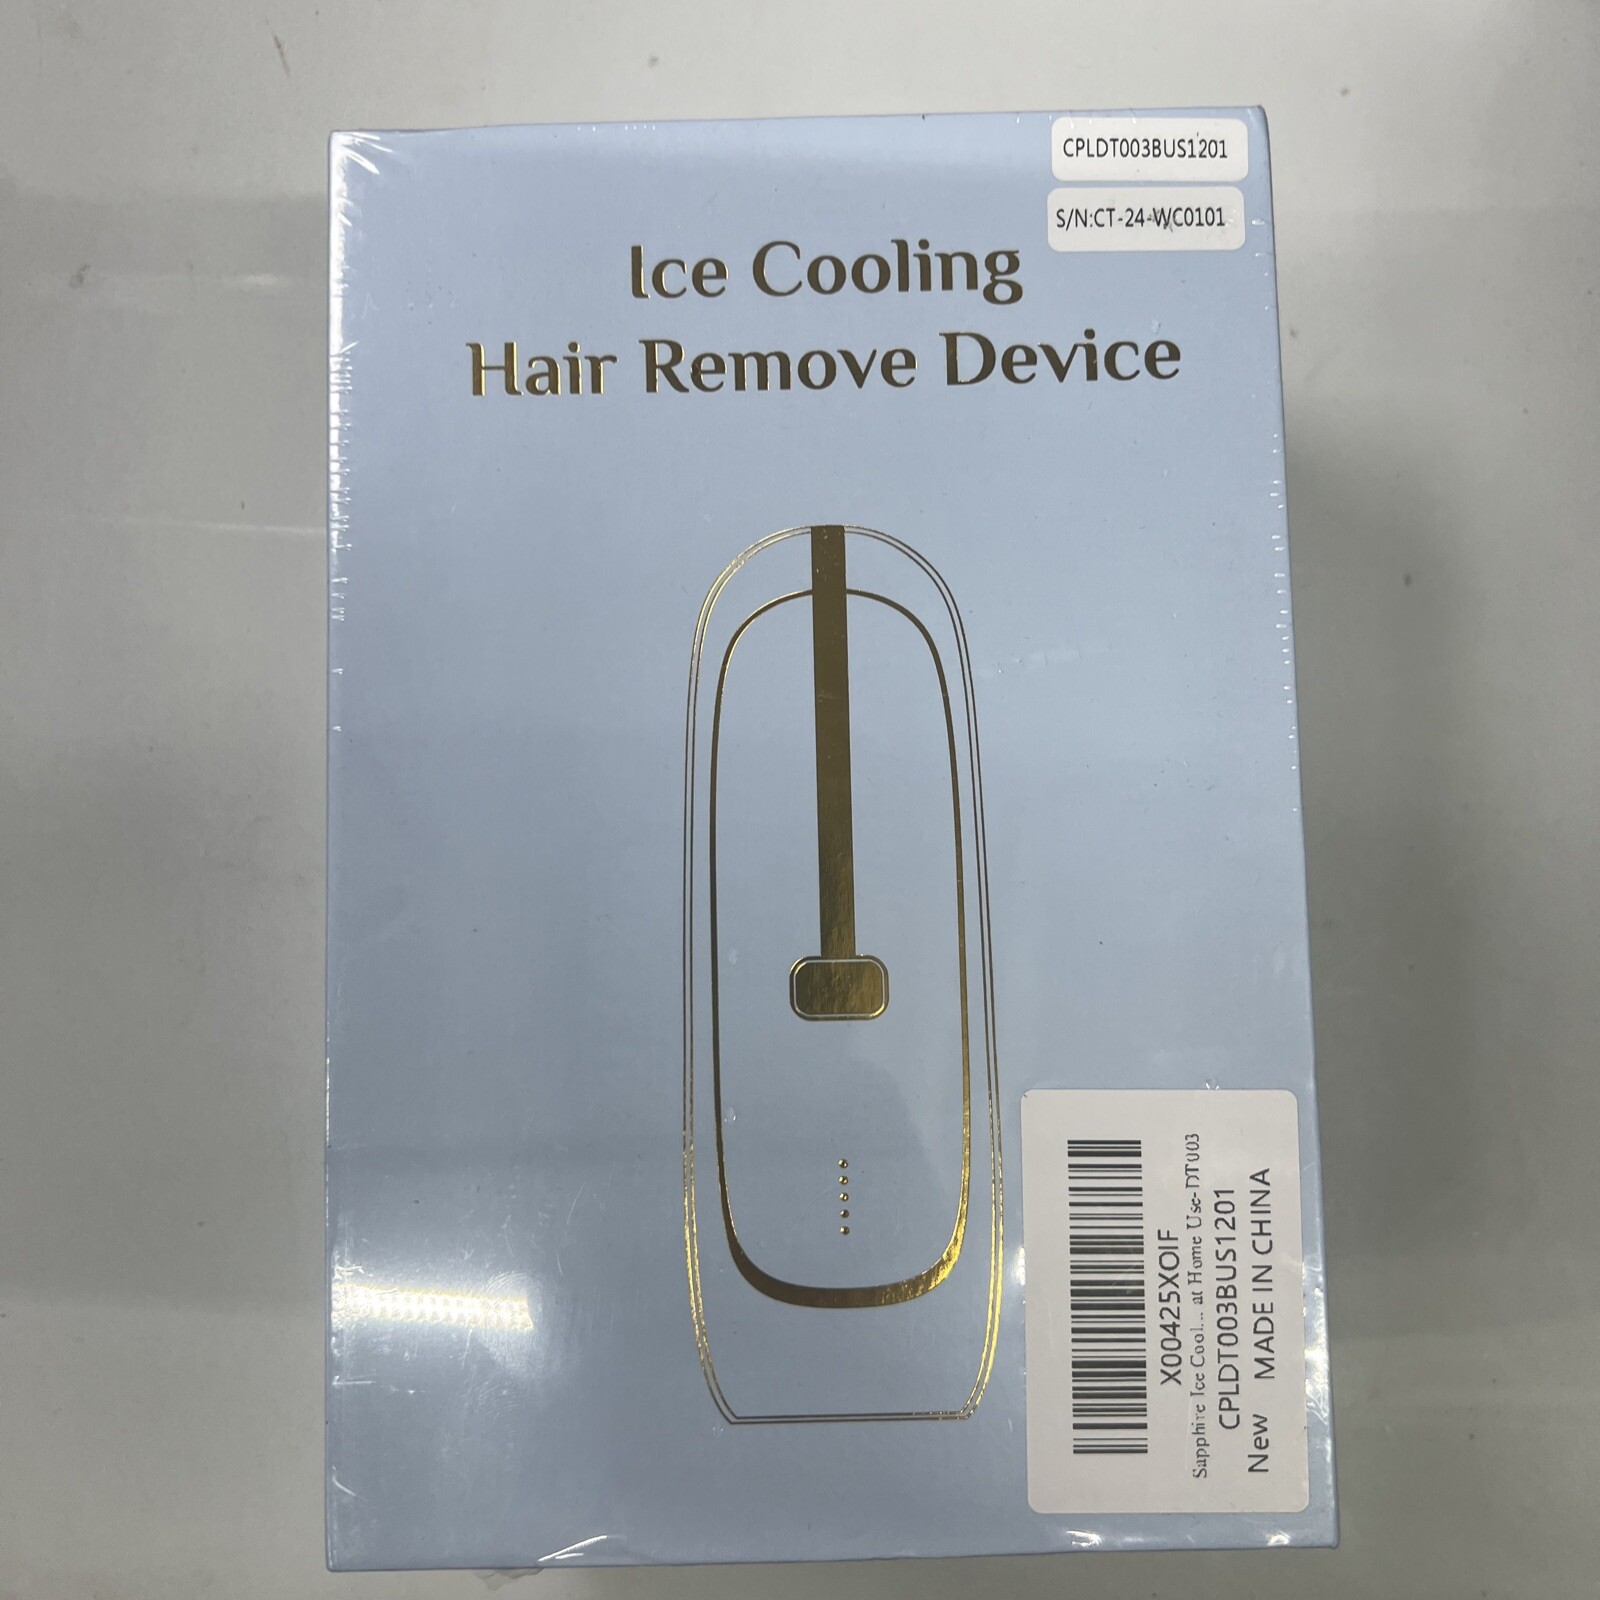 CPLDT003BUS1201
S/N:CT-24-WC0101
Ice Cooling
Hair Remove Device
X00425XOIF
Sapphire Ice Cool... at Home Use-DT003
CPLDT003BUS1201
New MADE IN CHINA